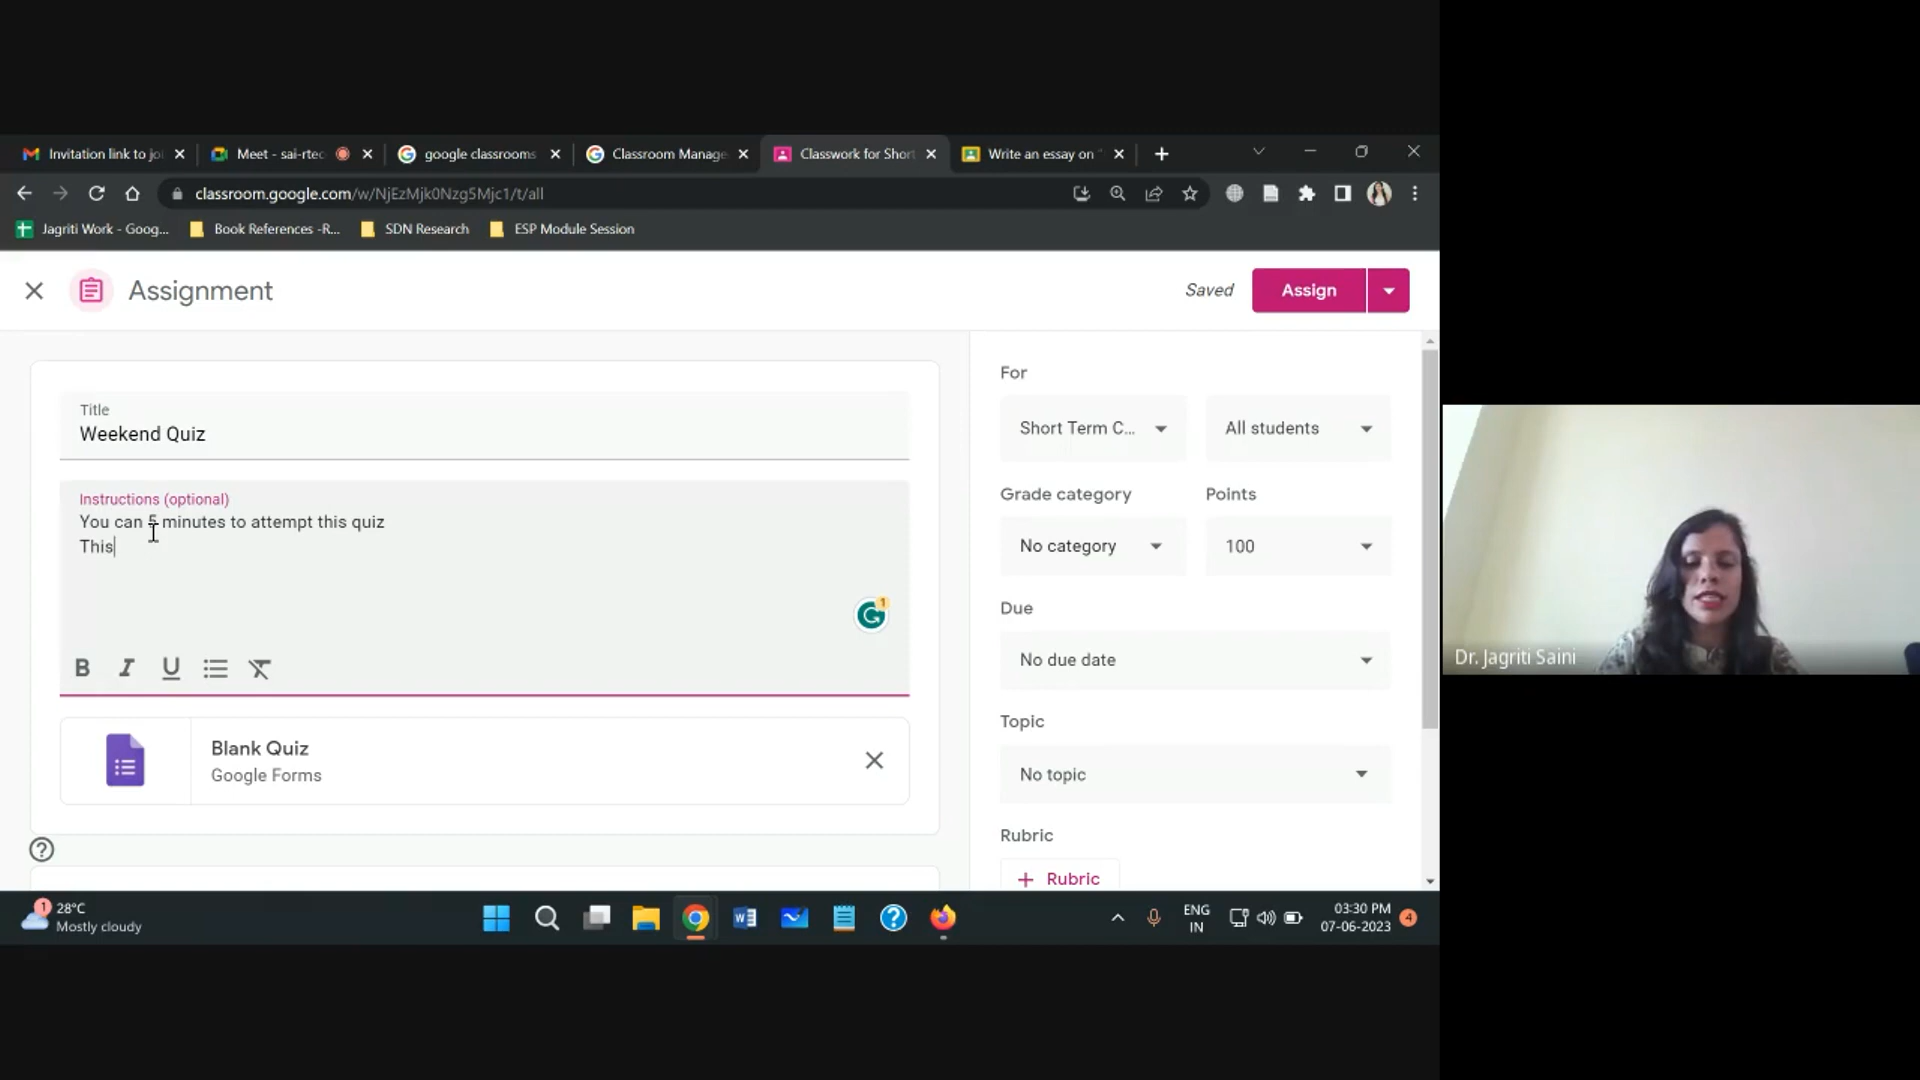 Invitation link to joi
Meet - sai-rtec
google classrooms
Classroom Manage
Classwork for Short
Write an essay on "
classroom.google.com/w/NjEzMjk0Nzg5Mjc1/t/all
Jagriti Work - Goog...
Book References -R...
SDN Research
ESP Module Session
Assignment
Saved
Assign
Title
Weekend Quiz
Instructions (optional)
You can 5 minutes to attempt this quiz
This
1
B I U
Blank Quiz
Google Forms
For
Short Term C...
All students
Grade category
Points
No category
100
Due
No due date
Topic
No topic
Rubric
+ Rubric
Dr. Jagriti Saini
1
28°C
Mostly cloudy
ENG
IN
03:30 PM
07-06-2023
4